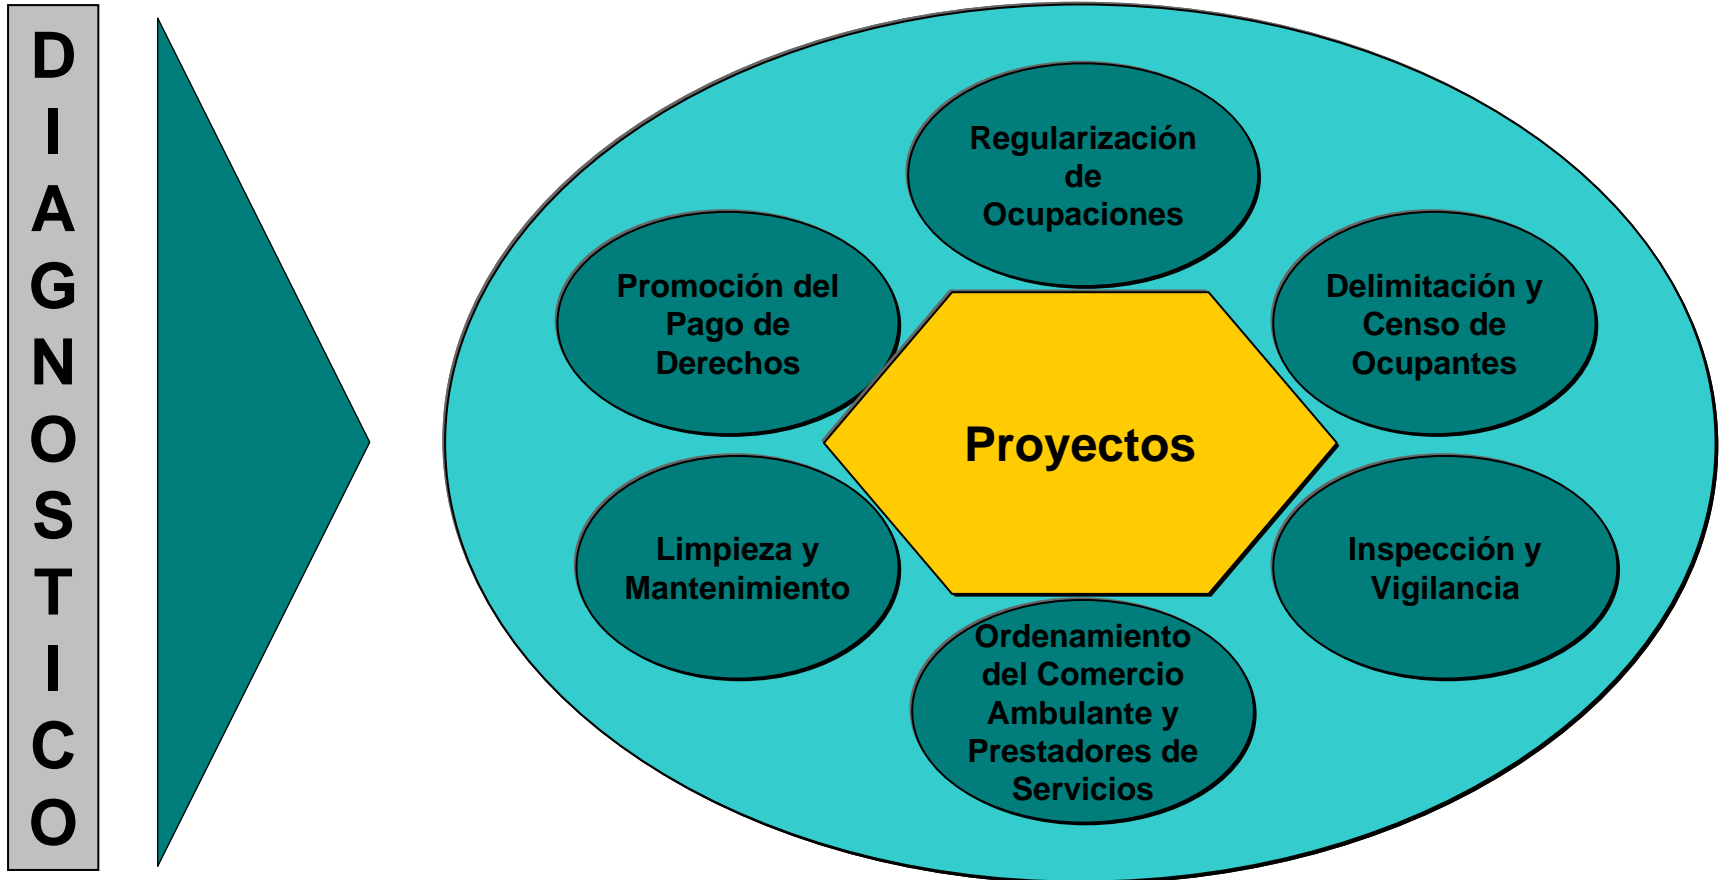 D
I
A
G
N
O
S
T
I
C
O
Regularización
de
Ocupaciones
Promoción del
Pago de
Derechos
Delimitación y
Censo de
Ocupantes
Proyectos
Limpieza y
Mantenimiento
Inspección y
Vigilancia
Ordenamiento
del Comercio
Ambulante y
Prestadores de
Servicios